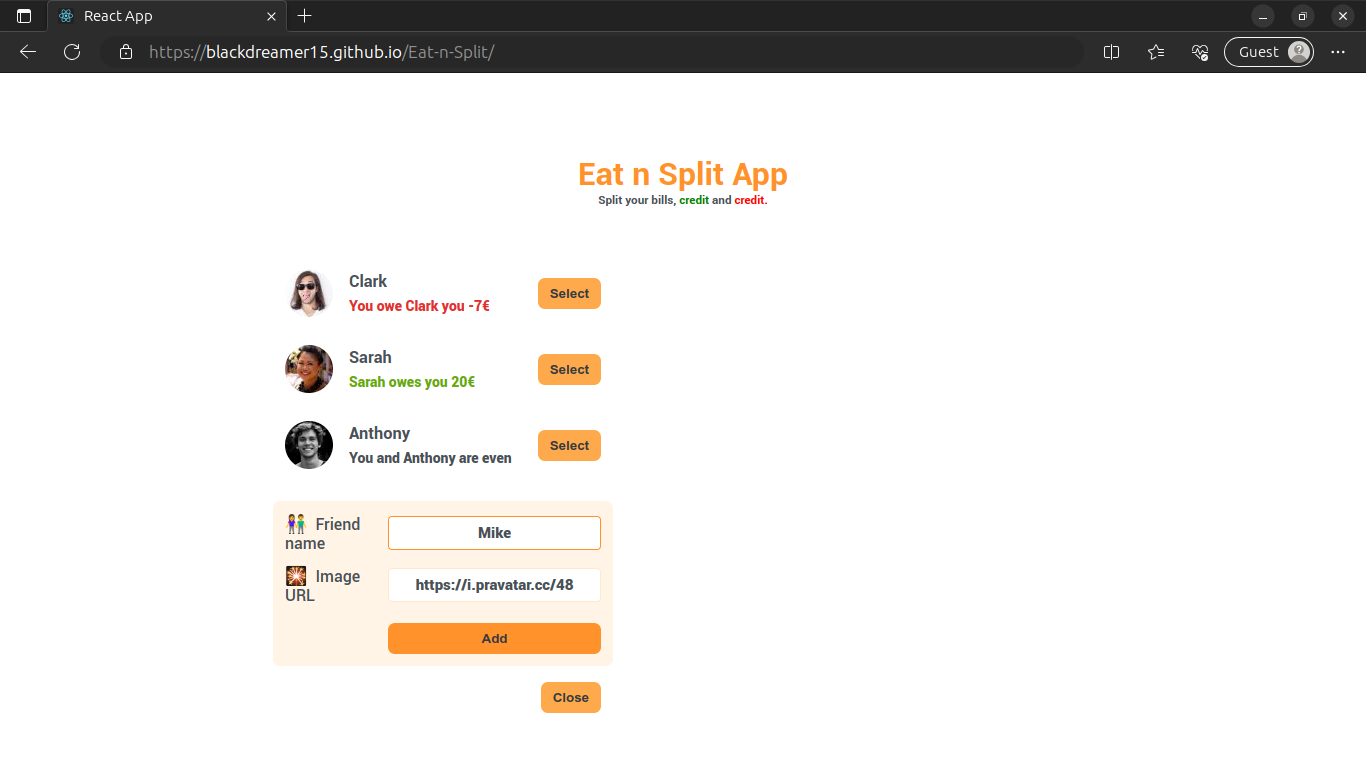 React App
https://blackdreamer15.github.io/Eat-n-Split/
Guest
Eat n Split App
Split your bills, credit and credit.
Clark
You owe Clark you -7€
Select
Sarah
Sarah owes you 20€
Select
Anthony
You and Anthony are even
Select
👫 Friend
name
Mike
🎇 Image
URL
https://i.pravatar.cc/48
Add
Close